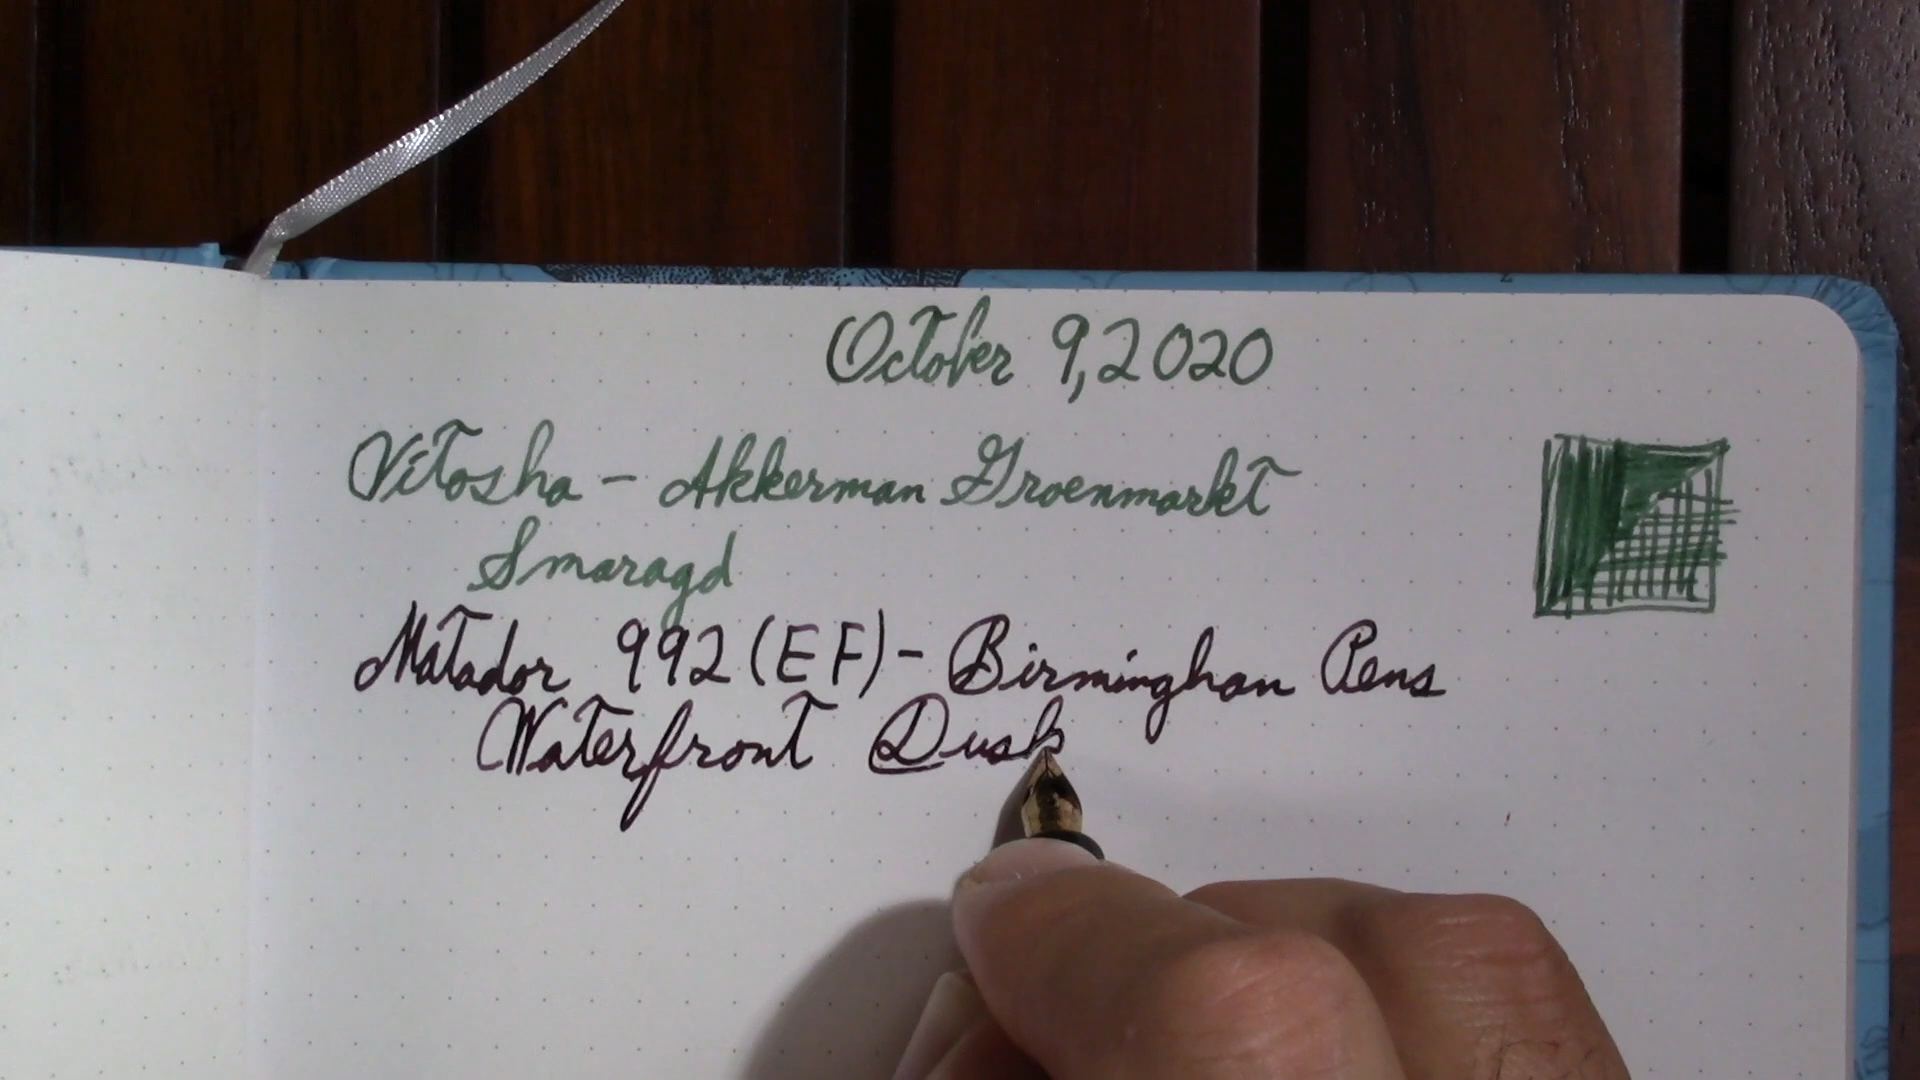 October 9, 2020
Vitosha - Akkerman Groenmarkt
Smaragd
Matador 992 (EF) - Birmingham Pens
Waterfront Dusk